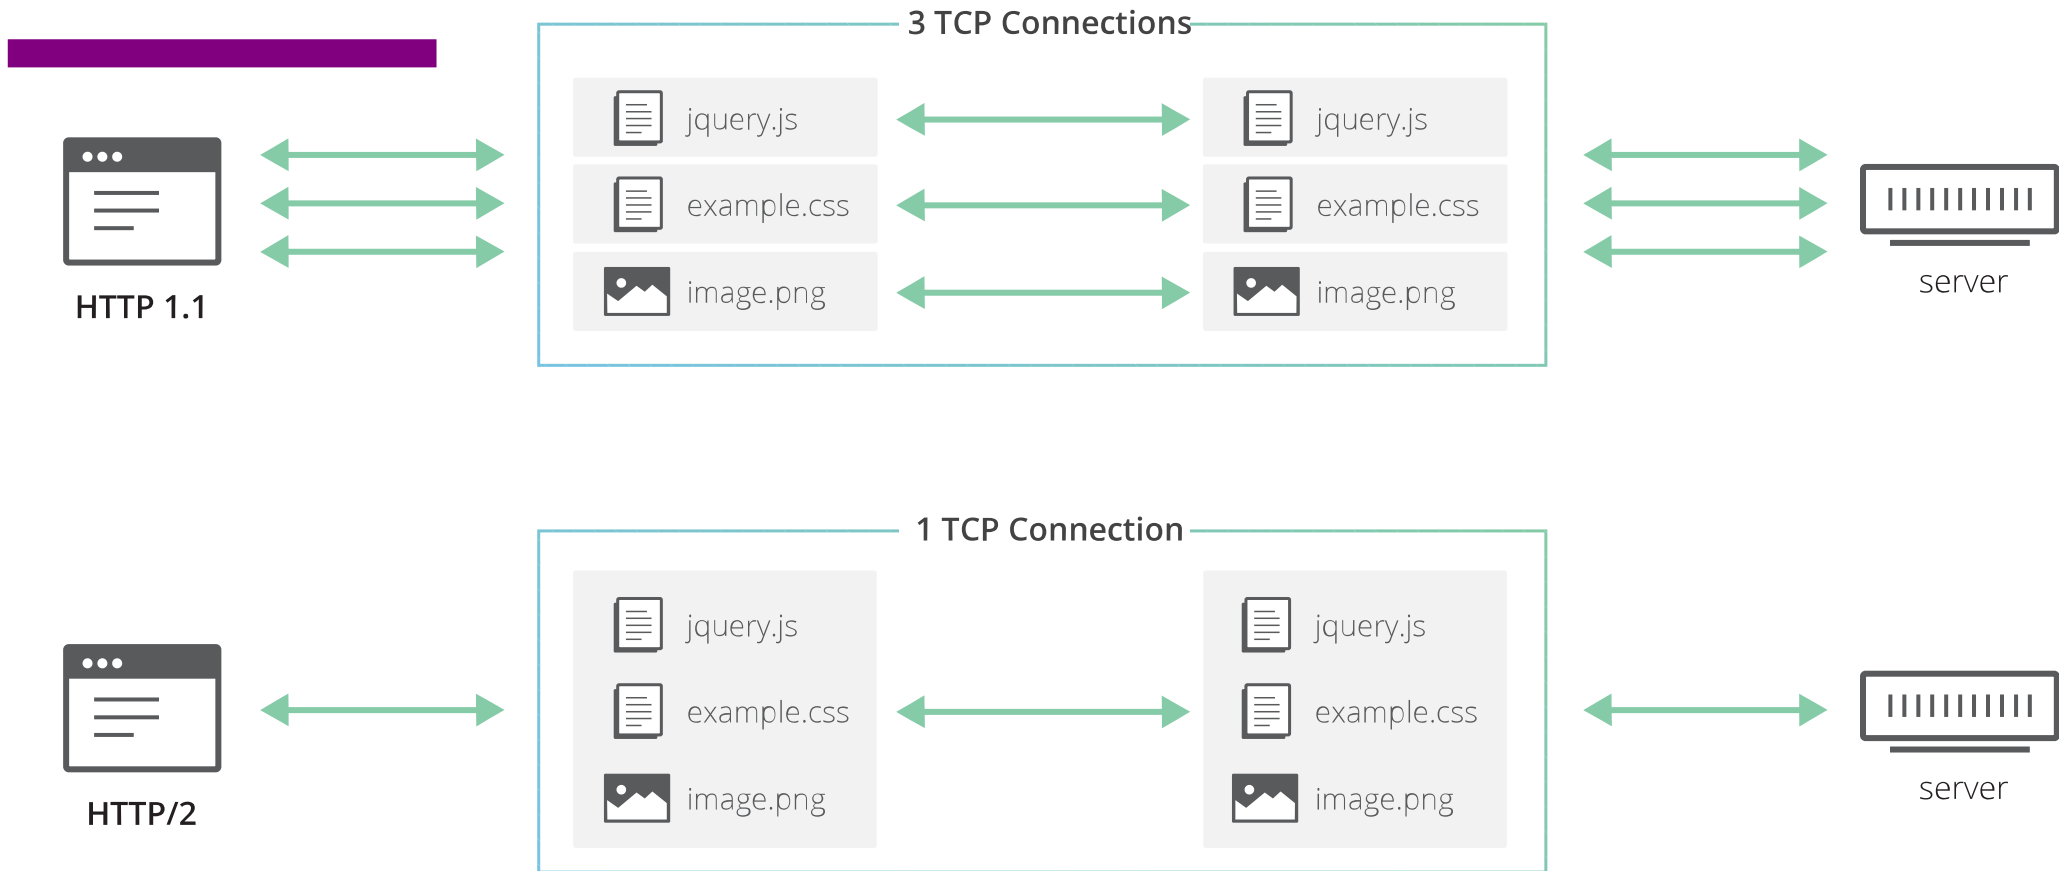 3 TCP Connections
jquery.js
jquery.js
example.css
example.css
image.png
image.png
HTTP 1.1
server
1 TCP Connection
jquery.js
jquery.js
example.css
example.css
image.png
image.png
HTTP/2
server